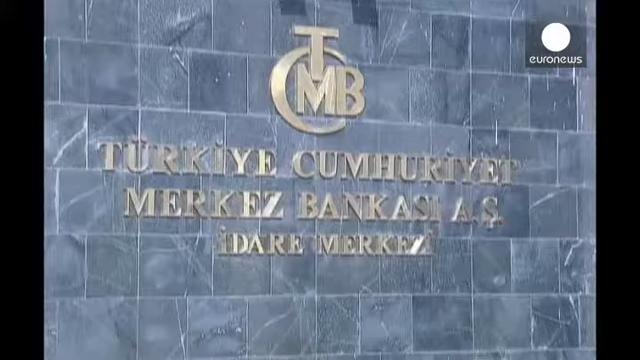 euronews
TCMB
TÜRKİYE CUMHURİYET
MERKEZ BANKASI A.Ş.
İDARE MERKEZİ